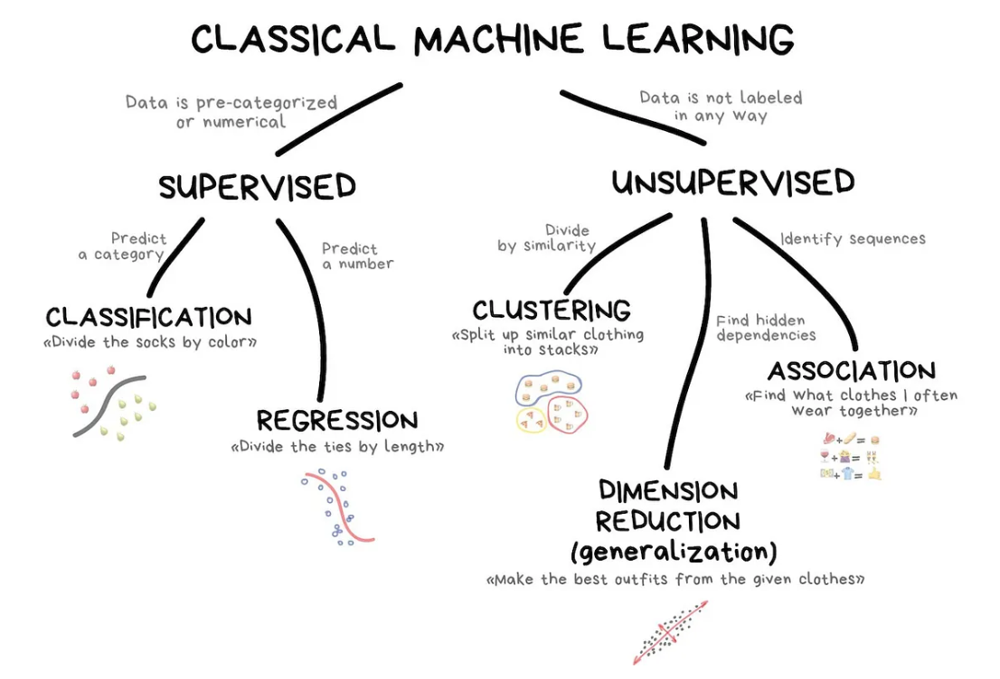 CLASSICAL MACHINE LEARNING
Data is pre-categorized
or numerical
Data is not labeled
in any way
SUPERVISED
UNSUPERVISED
Predict
a category
Predict
a number
Divide
by similarity
Identify sequences
CLASSIFICATION
«Divide the socks by color»
CLUSTERING
«Split up similar clothing
into stacks»
Find hidden
dependencies
ASSOCIATION
«Find what clothes I often
wear together»
REGRESSION
«Divide the ties by length»
+ =
+ =
+ =
DIMENSION
REDUCTION
(generalization)
«Make the best outfits from the given clothes»